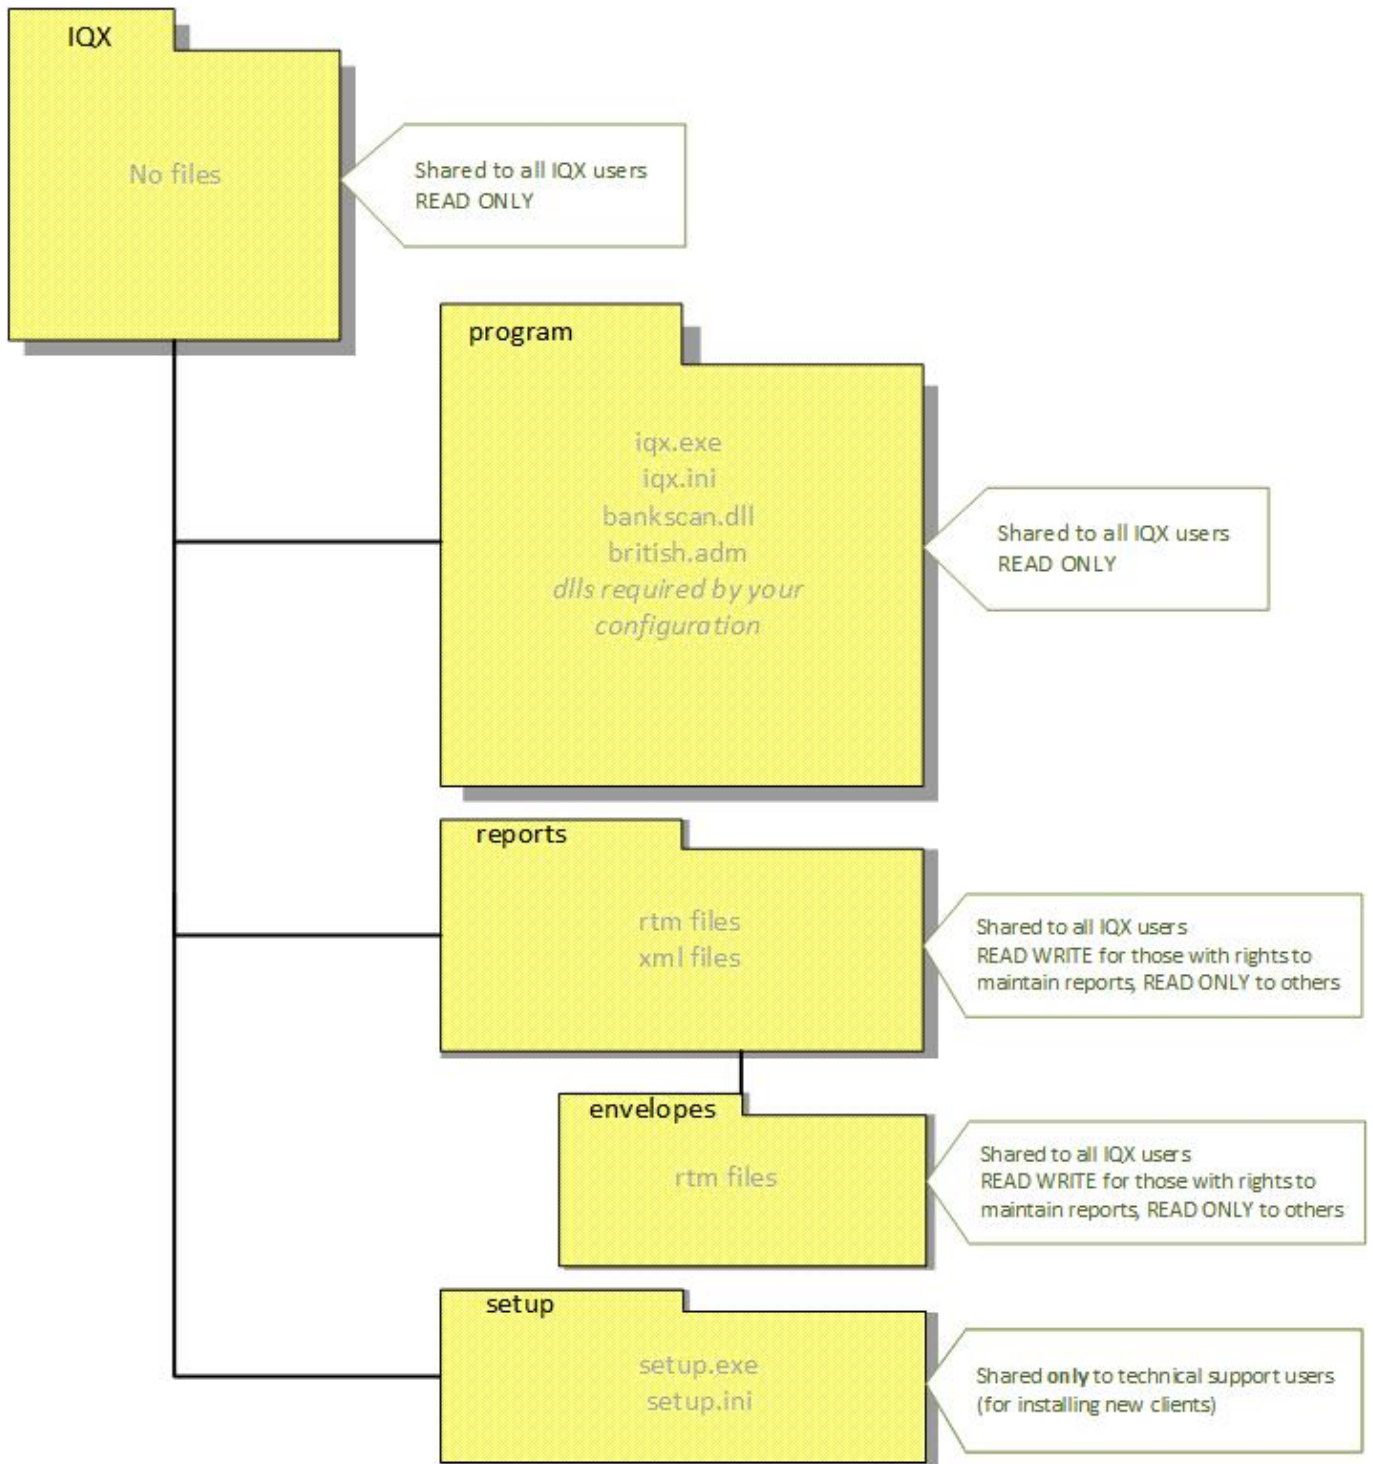 IQX
No files
Shared to all IQX users
READ ONLY
program
iqx.exe
iqx.ini
bankscan.dll
british.adm
dlls required by your
configuration
Shared to all IQX users
READ ONLY
reports
rtm files
xml files
Shared to all IQX users
READ WRITE for those with rights to
maintain reports, READ ONLY to others
envelopes
rtm files
Shared to all IQX users
READ WRITE for those with rights to
maintain reports, READ ONLY to others
setup
setup.exe
setup.ini
Shared only to technical support users
(for installing new clients)